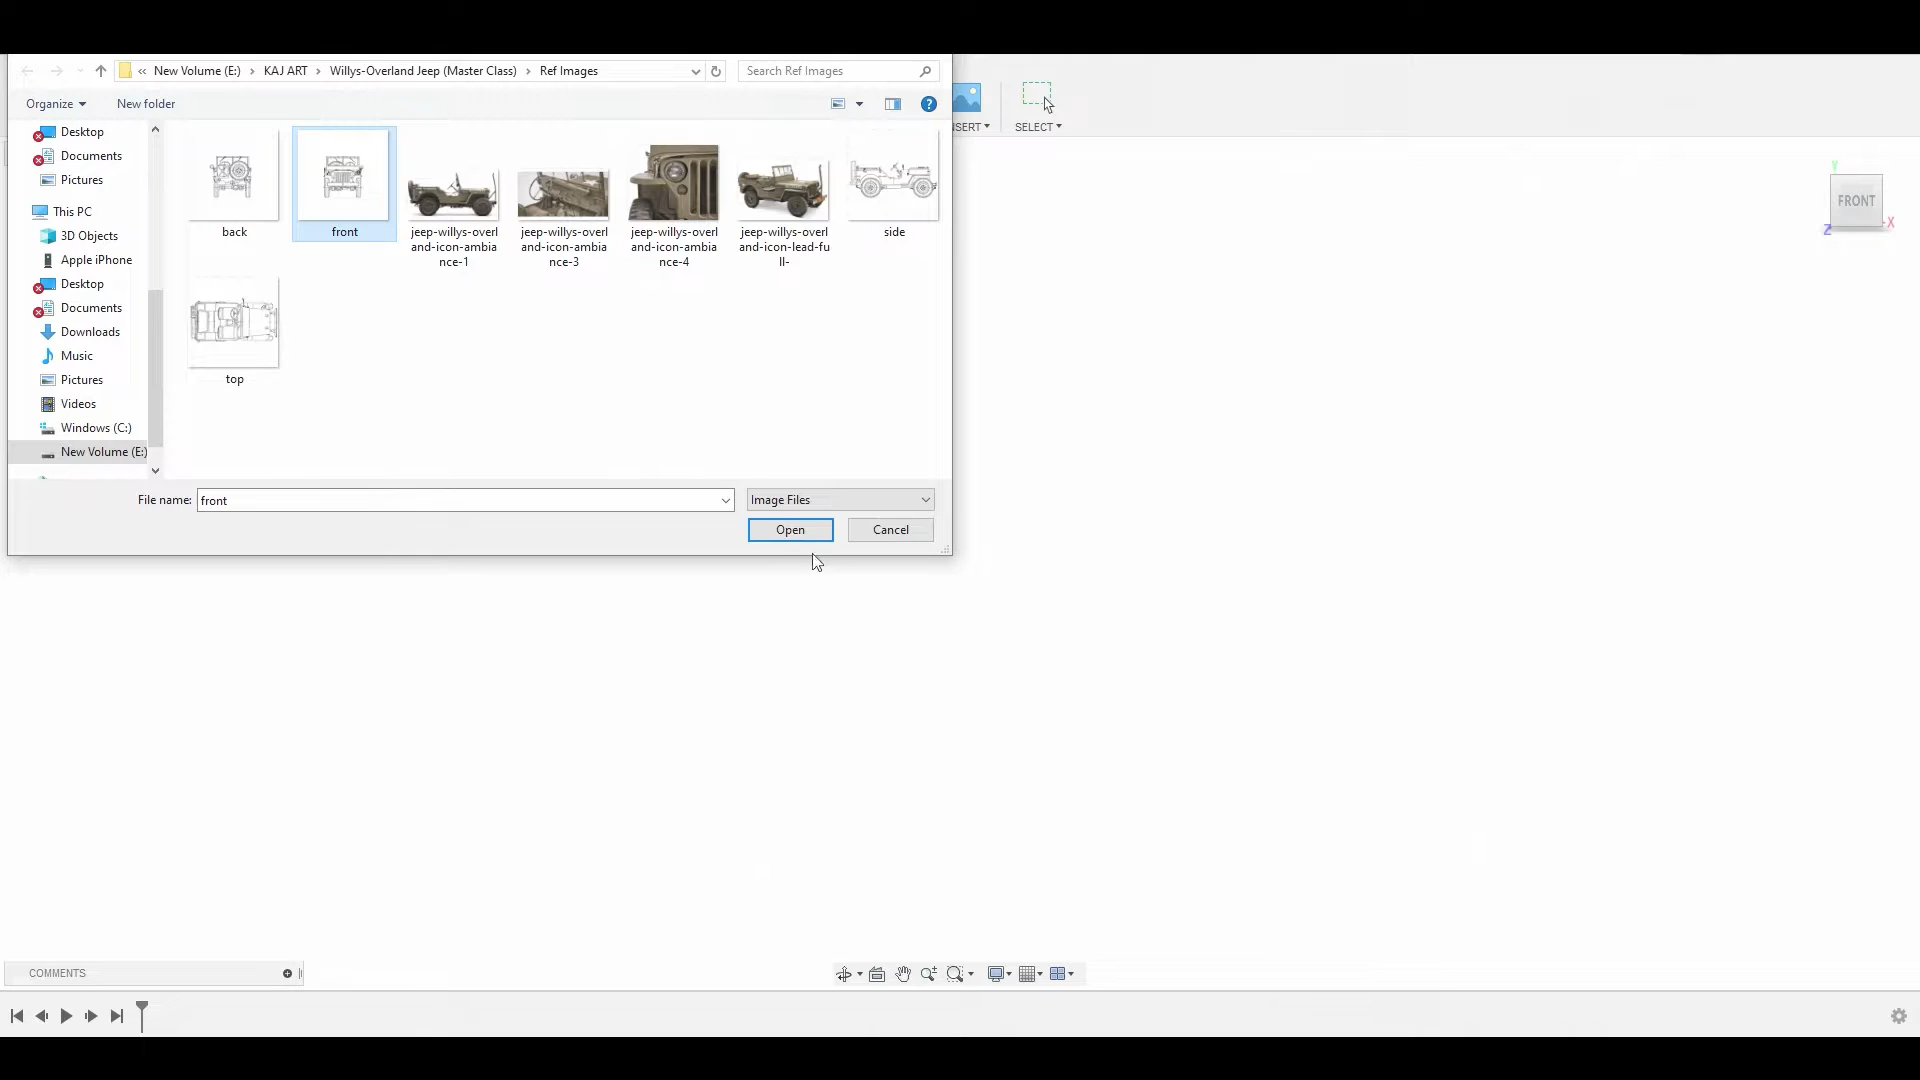 « New Volume (E:) › KAJ ART › Willys-Overland Jeep (Master Class) › Ref Images
Search Ref Images
Organize
New folder
SELECT
Desktop
Documents
Pictures
This PC
3D Objects
Apple iPhone
Desktop
Documents
Downloads
Music
Pictures
Videos
Windows (C:)
New Volume (E:)
back
front
jeep-willys-overl
and-icon-ambia
nce-1
jeep-willys-overl
and-icon-ambia
nce-3
jeep-willys-overl
and-icon-ambia
nce-4
jeep-willys-overl
and-icon-lead-fu
ll-
side
top
File name: front
Image Files
Open
Cancel
NSERT
Y
FRONT
X
Z
COMMENTS